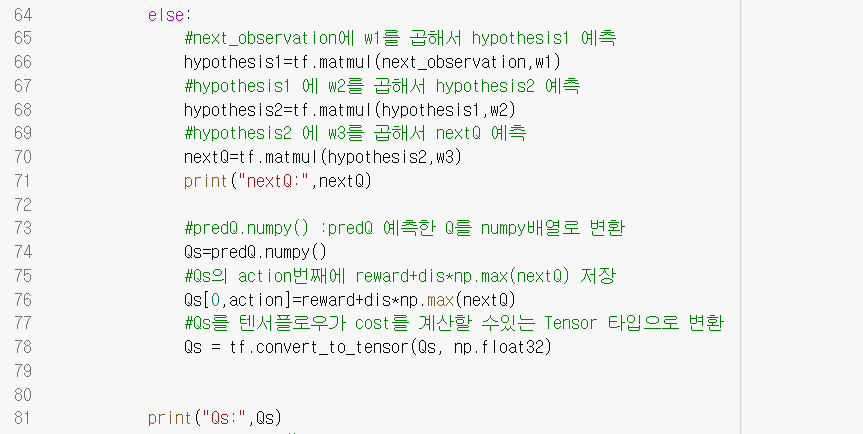 64 else:
65 #next_observation에 w1를 곱해서 hypothesis1 예측
66 hypothesis1=tf.matmul(next_observation,w1)
67 #hypothesis1 에 w2를 곱해서 hypothesis2 예측
68 hypothesis2=tf.matmul(hypothesis1,w2)
69 #hypothesis2 에 w3를 곱해서 nextQ 예측
70 nextQ=tf.matmul(hypothesis2,w3)
71 print("nextQ:",nextQ)
72
73 #predQ.numpy() :predQ 예측한 Q를 numpy배열로 변환
74 Qs=predQ.numpy()
75 #Qs의 action번째에 reward+dis*np.max(nextQ) 저장
76 Qs[0,action]=reward+dis*np.max(nextQ)
77 #Qs를 텐서플로우가 cost를 계산할 수있는 Tensor 타입으로 변환
78 Qs = tf.convert_to_tensor(Qs, np.float32)
79
80
81 print("Qs:",Qs)